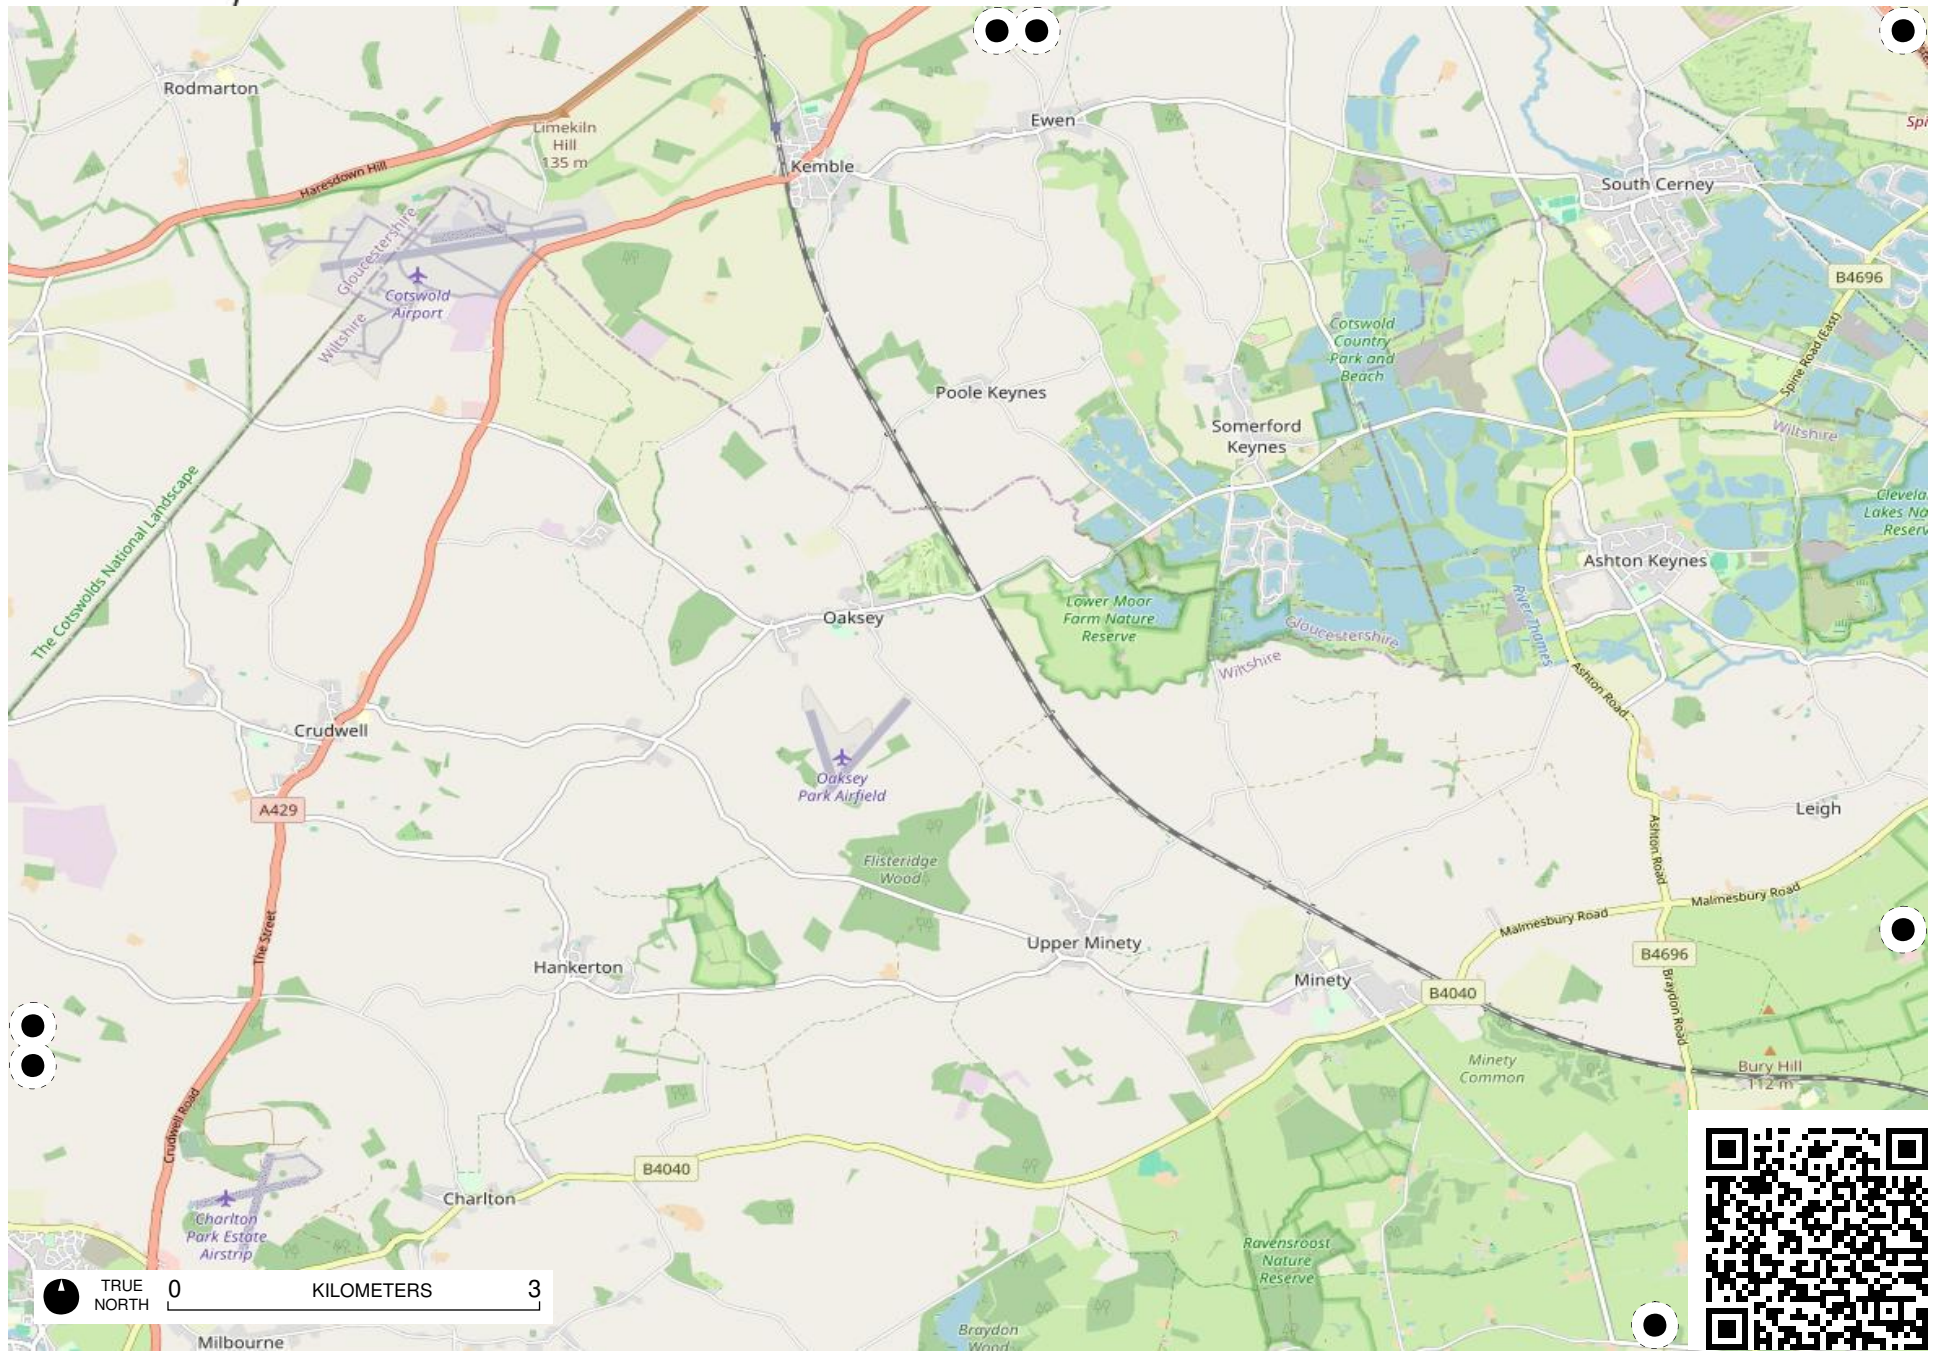 Rodmarton
Limekiln
Hill
135 m
Ewen
Kemble
Haresdown Hill
South Cerney
Gloucestershire
Wiltshire
Cotswold
Airport
B4696
Cotswold
Country
Park and
Beach
Spine Road (East)
Poole Keynes
Somerford
Keynes
Wiltshire
The Cotswolds National Landscape
Lakes
Ashton Keynes
Lower Moor
Farm Nature
Reserve
Oaksey
River Thames
Gloucestershire
Wiltshire
Ashton Road
Crudwell
Oaksey
Park Airfield
A429
Leigh
Ashton Road
Flisteridge
Wood
Malmesbury Road
Malmesbury Road
The Street
Upper Minety
B4696
Hankerton
Minety
B4040
Braydon Road
Minety
Common
Bury Hill
112 m
Crudwell Road
B4040
Charlton
Charlton
Park Estate
Airstrip
Ravensroost
Nature
Reserve
TRUE
NORTH
0 KILOMETERS 3
Milbourne
Braydon
Wood